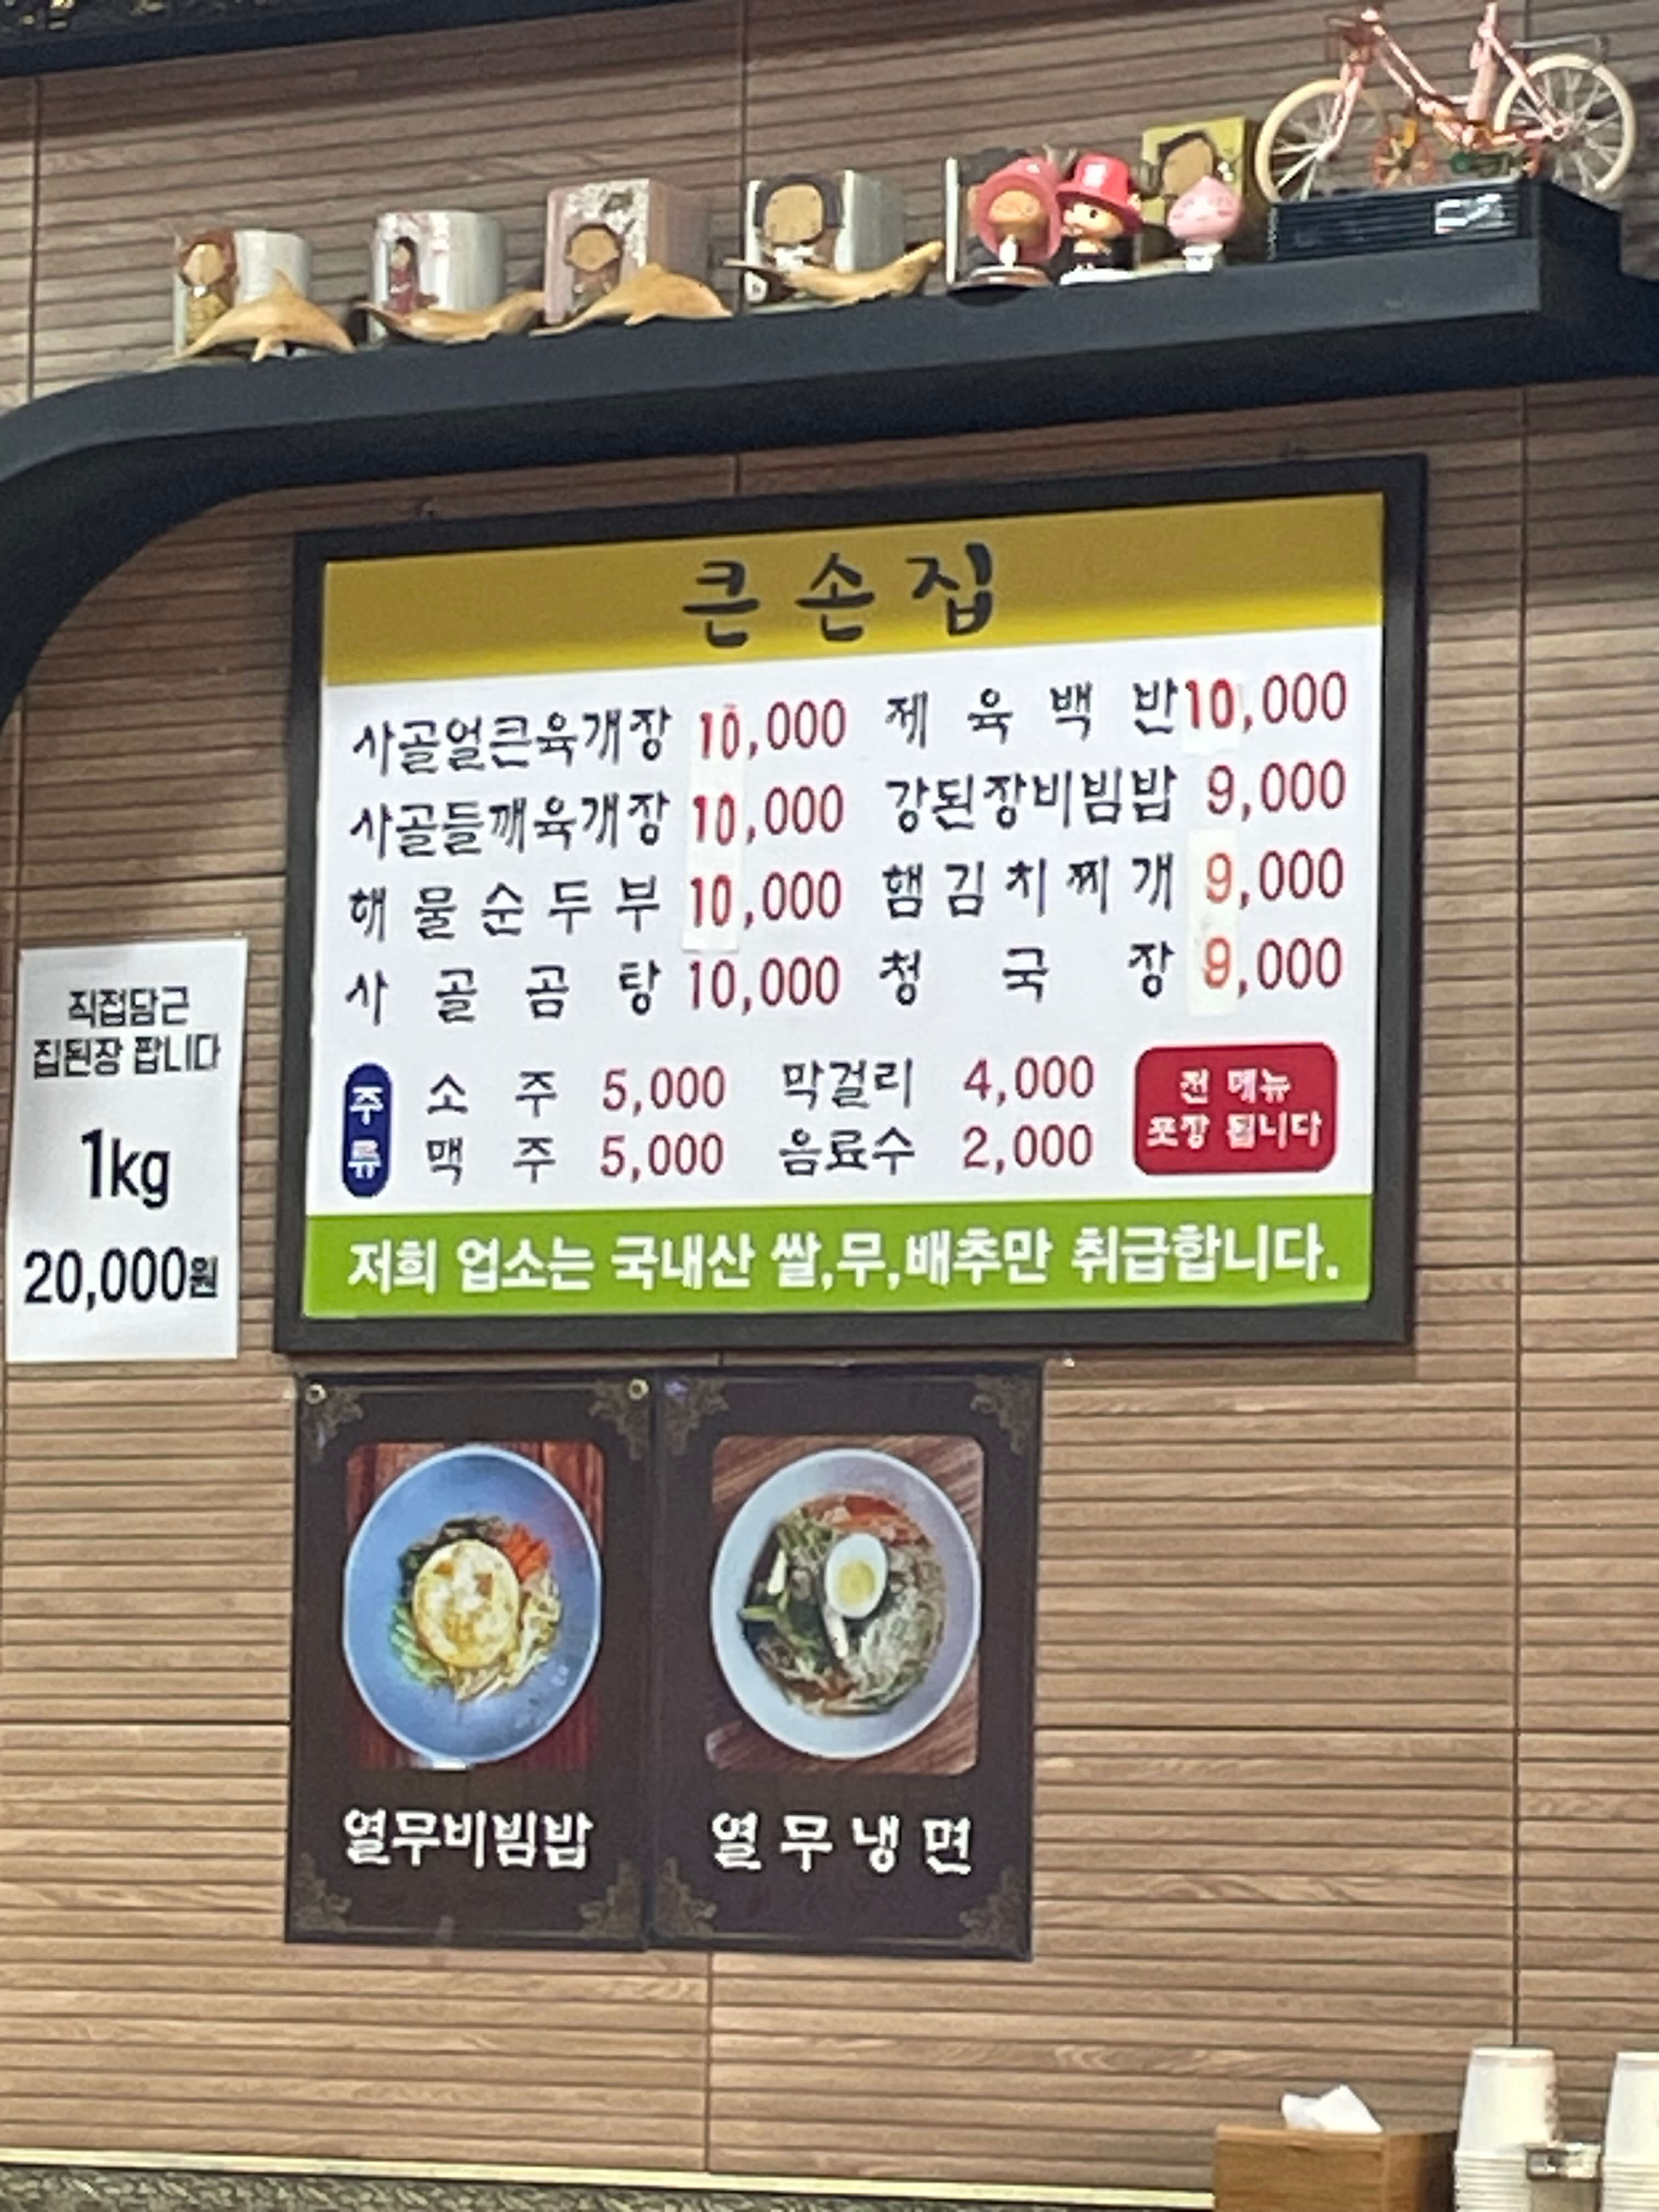 큰손집
사골얼큰육개장 10,000 제육백반 10,000
사골들깨육개장 10,000 강된장비빔밥 9,000
해물순두부 10,000 햄김치찌개 9,000
사골곰탕 10,000 청국장 9,000
주류
소주 5,000 막걸리 4,000
맥주 5,000 음료수 2,000
전 메뉴
포장 됩니다
저희 업소는 국내산 쌀,무,배추만 취급합니다.
직접담근
집된장 팝니다
1kg
20,000원
열무비빔밥
열무냉면